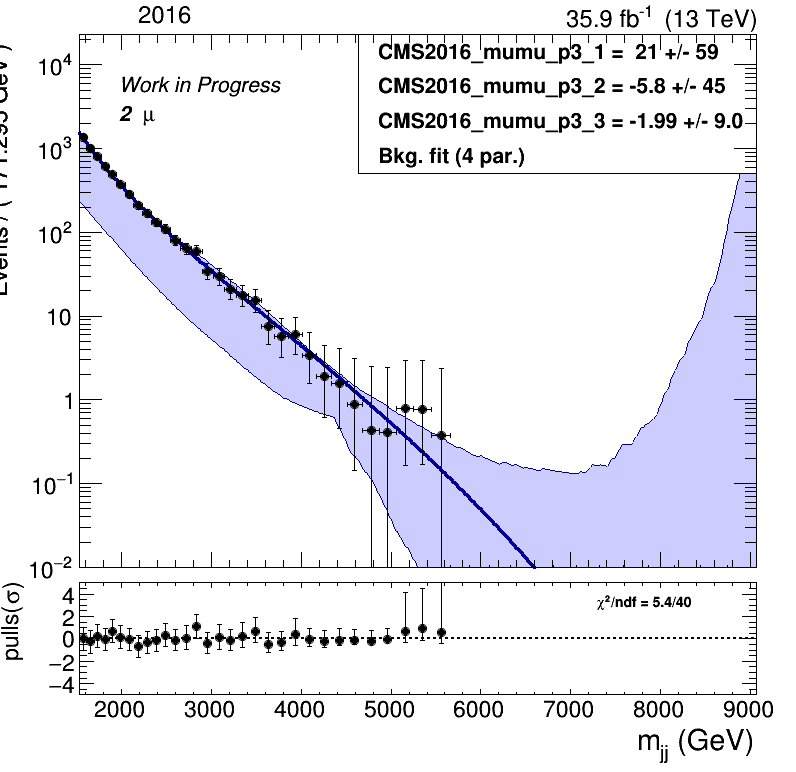 2016
35.9 fb⁻¹ (13 TeV)
CMS2016_mumu_p3_1 = 21 +/- 59
CMS2016_mumu_p3_2 = -5.8 +/- 45
CMS2016_mumu_p3_3 = -1.99 +/- 9.0
Bkg. fit (4 par.)
Work in Progress
2 μ
10⁴
10³
10²
10
1
10⁻¹
10⁻²
χ²/ndf = 5.4/40
pulls(σ)
4
2
0
−2
−4
2000 3000 4000 5000 6000 7000 8000 9000
m_jj (GeV)